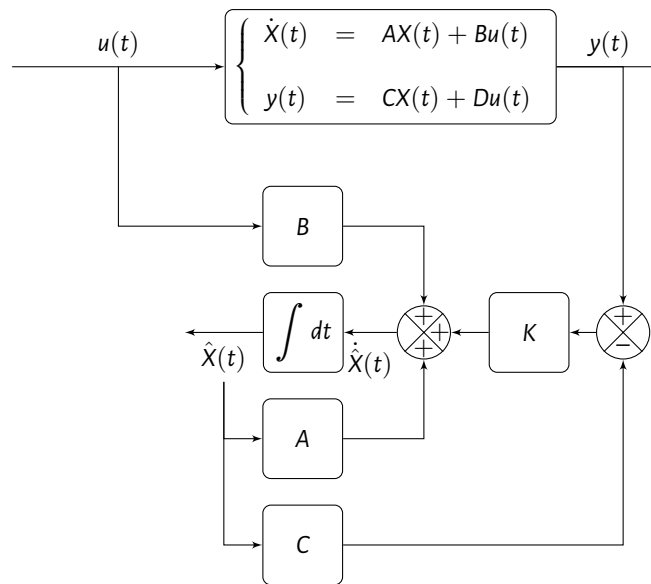 u(t)
Ẋ(t) = AX(t) + Bu(t)
y(t) = CX(t) + Du(t)
y(t)
B
+
∫ dt
+
+
K
+
−
X̂(t)
Ẋ̂(t)
A
C